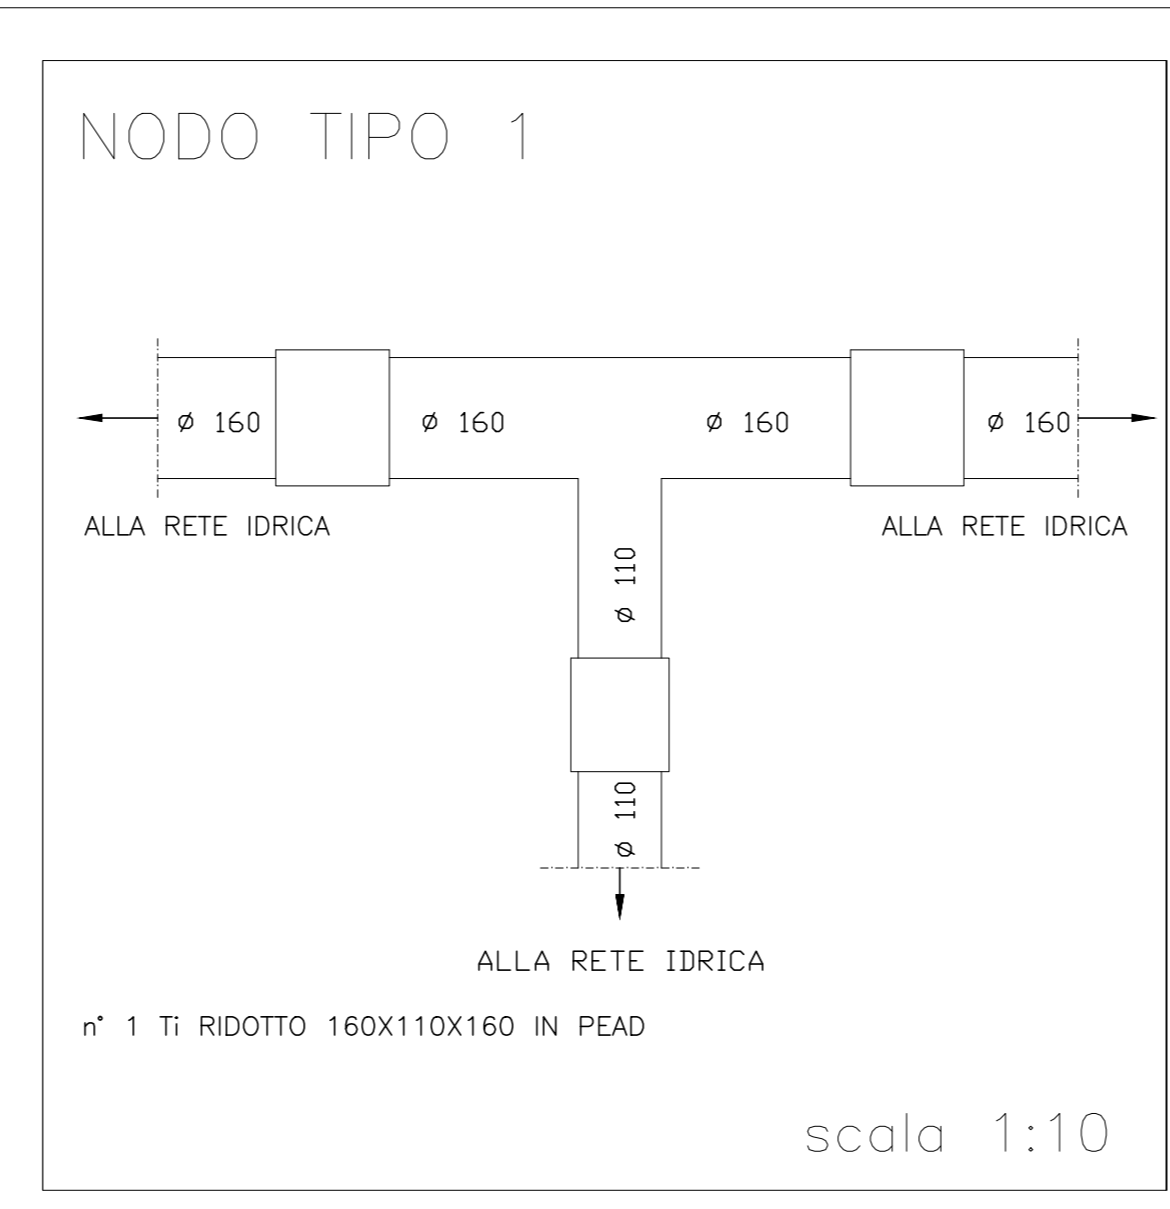 NODO TIPO 1
ø 160
ø 160
ø 160
ø 160
ALLA RETE IDRICA
ALLA RETE IDRICA
ø 110
ø 110
ALLA RETE IDRICA
n° 1 Ti RIDOTTO 160X110X160 IN PEAD
scala 1:10